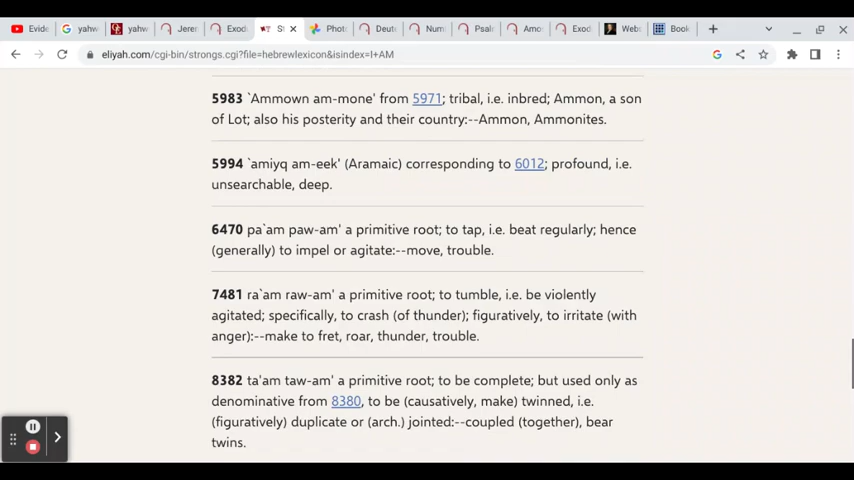 Evide
yahw
yahw
Jerer
Exodu
St
Photo
Deut
Num
Psal
Amo
Exod
Webs
Book
eliyah.com/cgi-bin/strongs.cgi?file=hebrewlexicon&isindex=I+AM
5983 `Ammown am-mone' from 5971; tribal, i.e. inbred; Ammon, a son
of Lot; also his posterity and their country:--Ammon, Ammonites.
5994 `amiyq am-eek' (Aramaic) corresponding to 6012; profound, i.e.
unsearchable, deep.
6470 pa`am paw-am' a primitive root; to tap, i.e. beat regularly; hence
(generally) to impel or agitate:--move, trouble.
7481 ra`am raw-am' a primitive root; to tumble, i.e. be violently
agitated; specifically, to crash (of thunder); figuratively, to irritate (with
anger):--make to fret, roar, thunder, trouble.
8382 ta'am taw-am' a primitive root; to be complete; but used only as
denominative from 8380, to be (causatively, make) twinned, i.e.
(figuratively) duplicate or (arch.) jointed:--coupled (together), bear
twins.